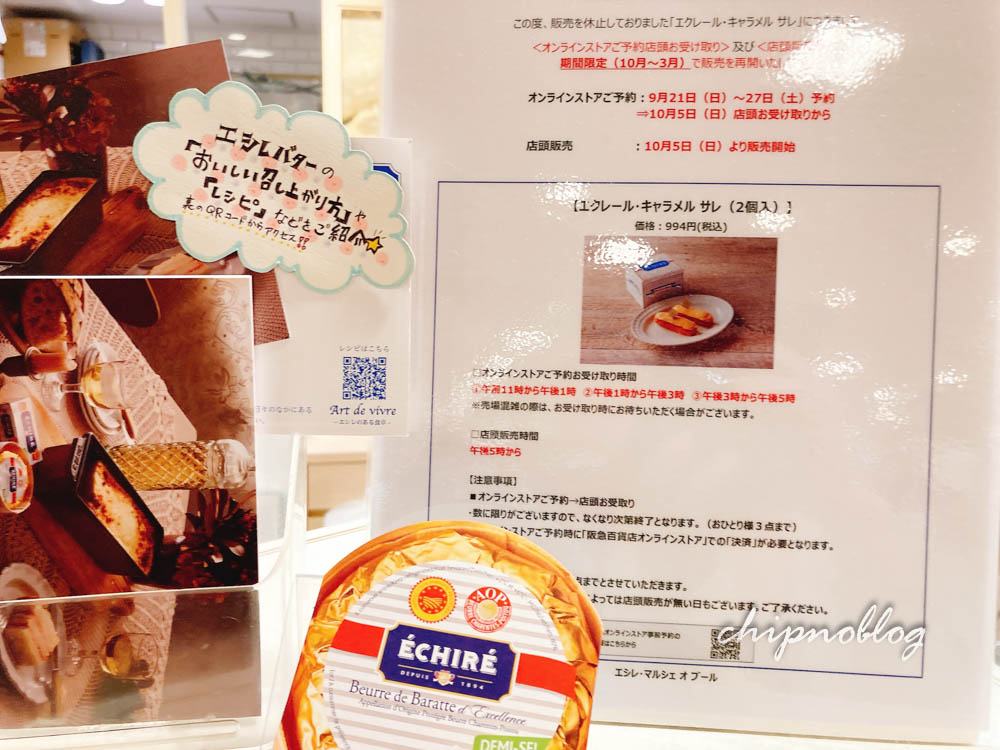 エシレバターの
「おいしい召し上がり方」や
「レシピ」などをご紹介☆
裏のQRコードからアクセス!!
レシピはこちら
Art de vivre
エシレのある食卓
日々のなかにある
この度、販売を休止しておりました「エクレール・キャラメル サレ」
<オンラインストアご予約店頭お受け取り> 及び <店頭
期間限定(10月～3月)で販売を再開いた
オンラインストアご予約:9月21日(日)～27日(土)予約
⇒10月5日(日)店頭お受け取りから
店頭販売 :10月5日(日)より販売開始
【エクレール・キャラメル サレ(2個入)】
価格:994円(税込)
□オンラインストアご予約お受け取り時間
①午前11時から午後1時 ②午後1時から午後3時 ③午後3時から午後5時
※売場混雑の際は、お受け取り時にお待ちいただく場合がございます。
□店頭販売時間
午後5時から
【注意事項】
■オンラインストアご予約→店頭お受取り
・数に限りがございますので、なくなり次第終了となります。(おひとり様3点まで)
インストアご予約時に「阪急百貨店オンラインストア」での「決済」が必要となります。
点までとさせていただきます。
よっては店頭販売が無い日もございます。ご了承ください。
オンラインストア事前予約の
はこちらから
エシレ・マルシェ オ ブール
chipnoblog
AOP
ÉCHIRÉ
DEPUIS 1894
Beurre de Baratte d'Excellence
DEMI-SEL